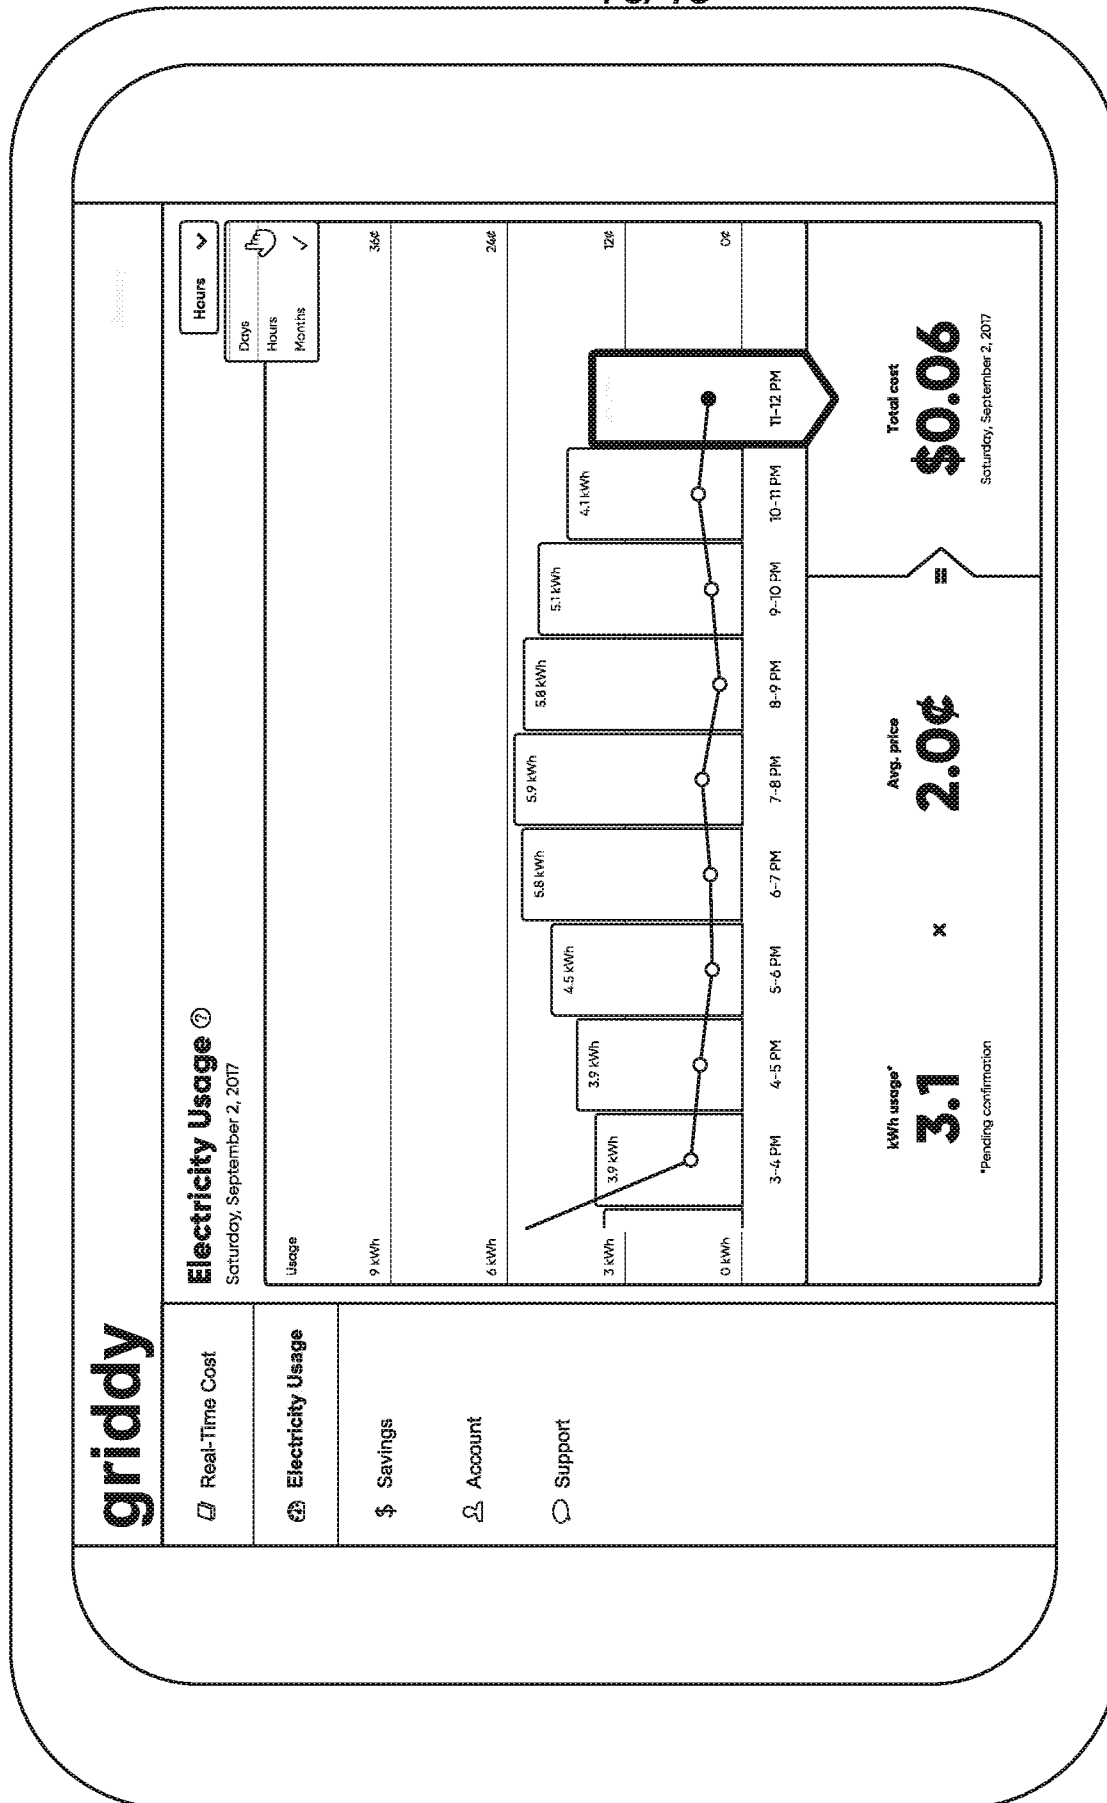 griddy
Real-Time Cost
Electricity Usage
$ Savings
Account
Support
Electricity Usage ?
Saturday, September 2, 2017
Hours
Days
Hours
Months
Usage
9 kWh
36¢
6 kWh
24¢
3 kWh
12¢
0 kWh
0¢
3.9 kWh
3.9 kWh
4.5 kWh
5.8 kWh
5.9 kWh
5.8 kWh
5.1 kWh
4.1 kWh
3-4 PM
4-5 PM
5-6 PM
6-7 PM
7-8 PM
8-9 PM
9-10 PM
10-11 PM
11-12 PM
kWh usage*
3.1
*Pending confirmation
x
Avg. price
2.0¢
=
Total cost
$0.06
Saturday, September 2, 2017